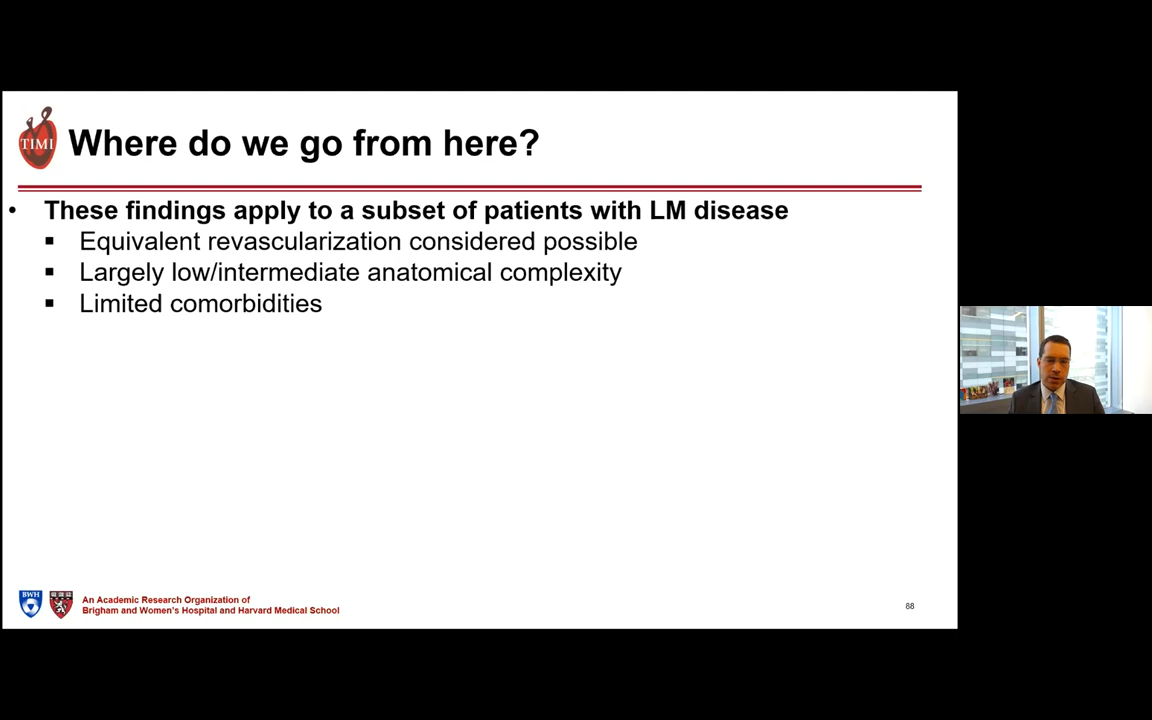 TIMI
Where do we go from here?
• These findings apply to a subset of patients with LM disease
▪ Equivalent revascularization considered possible
▪ Largely low/intermediate anatomical complexity
▪ Limited comorbidities
BWH
An Academic Research Organization of
Brigham and Women's Hospital and Harvard Medical School
88